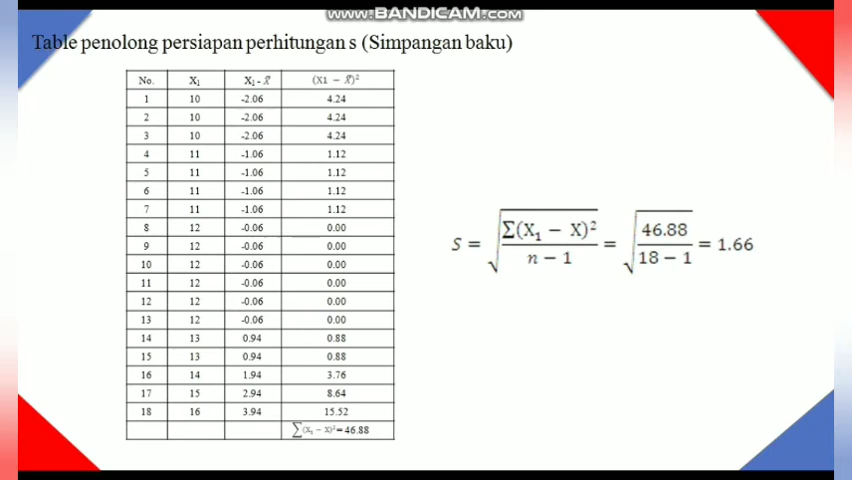 www.BANDICAM.com
Table penolong persiapan perhitungan s (Simpangan baku)
No. X₁ X₁ - X̄ (X1 − X̄)²
1 10 -2.06 4.24
2 10 -2.06 4.24
3 10 -2.06 4.24
4 11 -1.06 1.12
5 11 -1.06 1.12
6 11 -1.06 1.12
7 11 -1.06 1.12
8 12 -0.06 0.00
9 12 -0.06 0.00
10 12 -0.06 0.00
11 12 -0.06 0.00
12 12 -0.06 0.00
13 12 -0.06 0.00
14 13 0.94 0.88
15 13 0.94 0.88
16 14 1.94 3.76
17 15 2.94 8.64
18 16 3.94 15.52
∑(X₁ − X)² = 46.88
S = √(Σ(X₁ − X)² / n − 1) = √(46.88 / 18 − 1) = 1.66